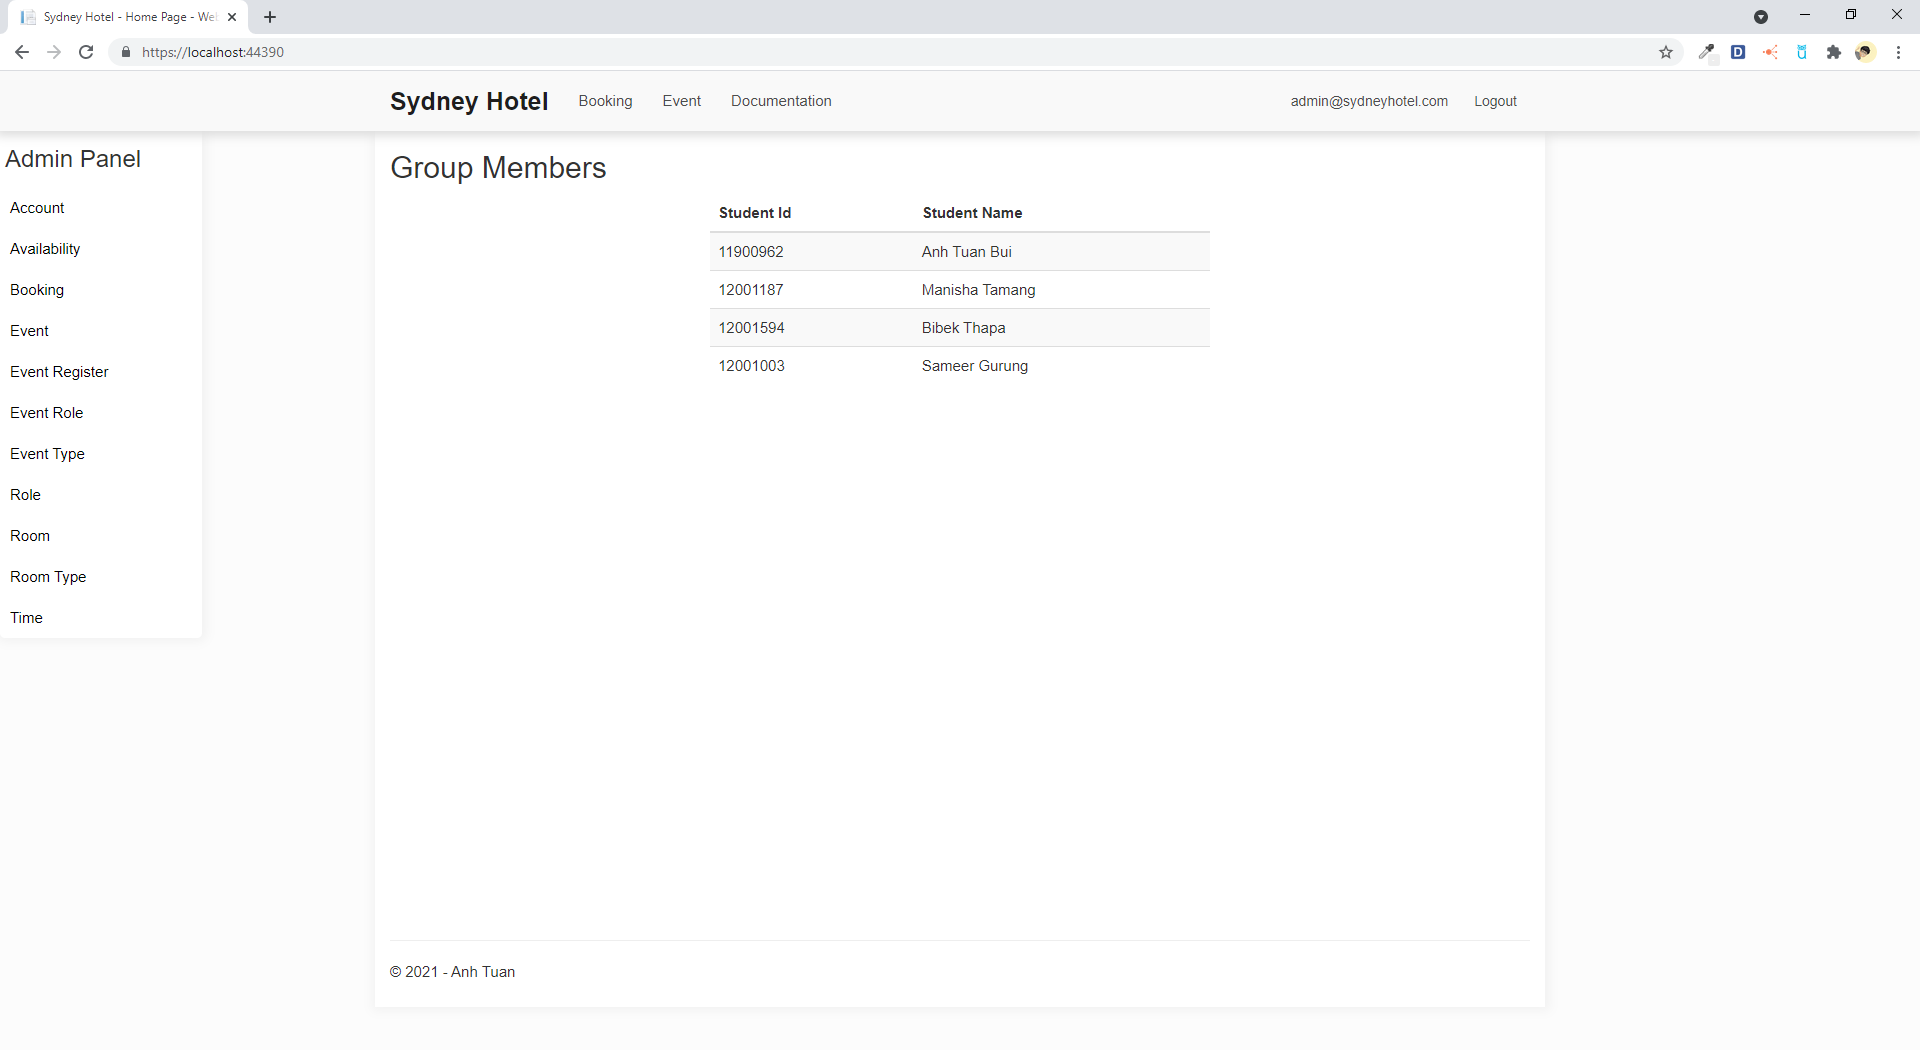 Sydney Hotel - Home Page - We
https://localhost:44390
D
Sydney Hotel
Booking
Event
Documentation
admin@sydneyhotel.com
Logout
Admin Panel
Account
Availability
Booking
Event
Event Register
Event Role
Event Type
Role
Room
Room Type
Time
Group Members
Student Id Student Name
11900962 Anh Tuan Bui
12001187 Manisha Tamang
12001594 Bibek Thapa
12001003 Sameer Gurung
© 2021 - Anh Tuan